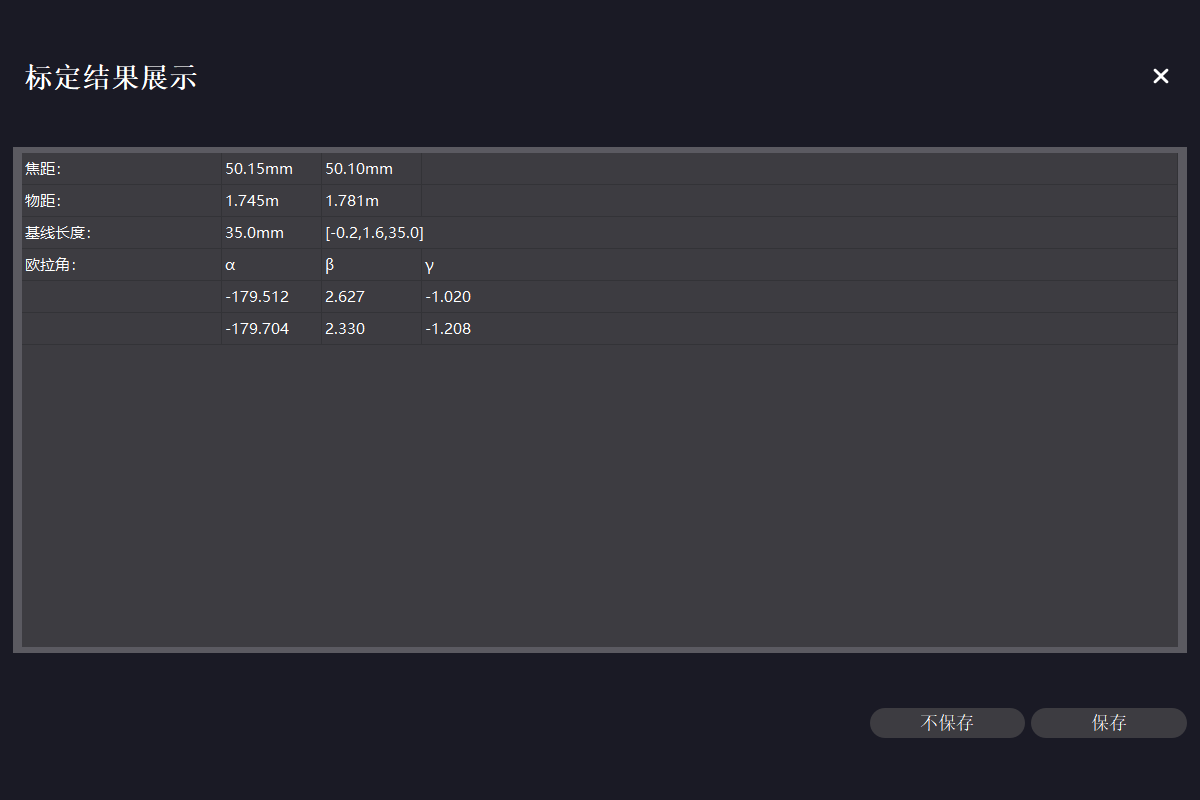 标定结果展示
焦距: 50.15mm 50.10mm
物距: 1.745m 1.781m
基线长度: 35.0mm [-0.2,1.6,35.0]
欧拉角: α β γ
-179.512 2.627 -1.020
-179.704 2.330 -1.208
不保存 保存